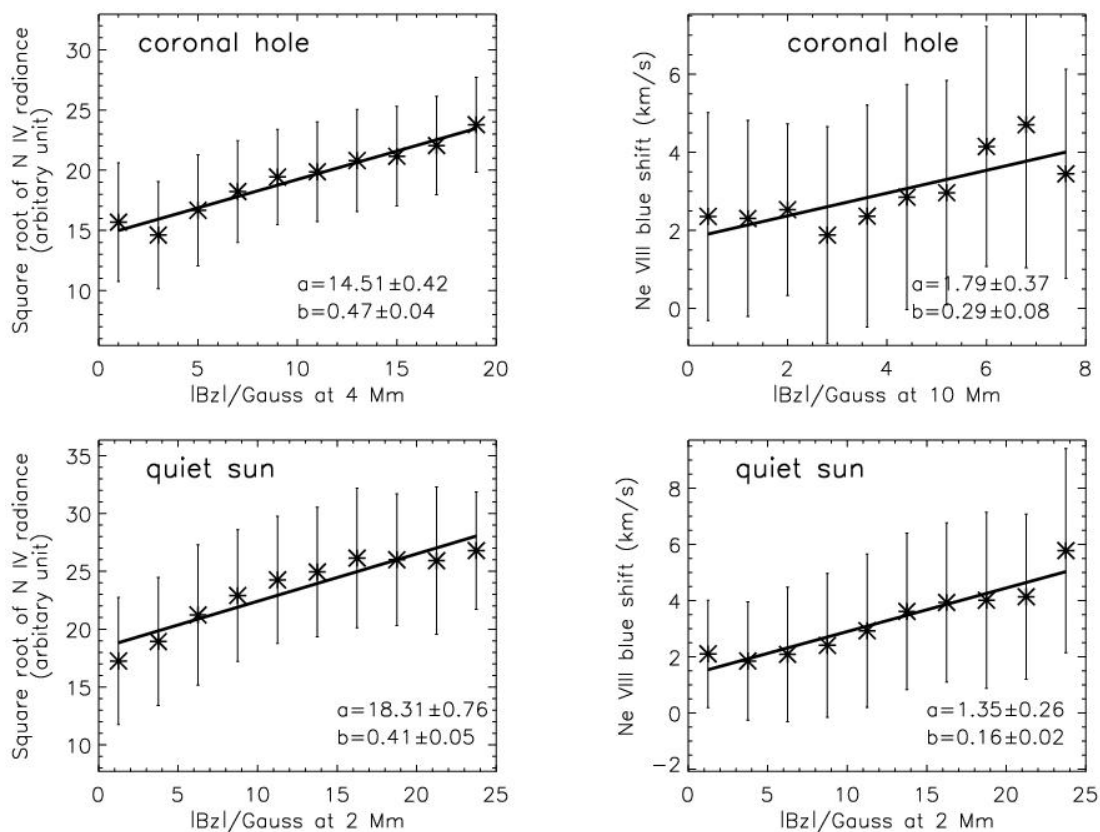 coronal hole
Square root of N IV radiance
(arbitary unit)
30
25
20
15
10
a=14.51±0.42
b=0.47±0.04
0 5 10 15 20
|Bz|/Gauss at 4 Mm
coronal hole
Ne VIII blue shift (km/s)
6
4
2
0
a=1.79±0.37
b=0.29±0.08
0 2 4 6 8
|Bz|/Gauss at 10 Mm
quiet sun
Square root of N IV radiance
(arbitary unit)
35
30
25
20
15
10
a=18.31±0.76
b=0.41±0.05
0 5 10 15 20 25
|Bz|/Gauss at 2 Mm
quiet sun
Ne VIII blue shift (km/s)
8
6
4
2
0
−2
a=1.35±0.26
b=0.16±0.02
0 5 10 15 20 25
|Bz|/Gauss at 2 Mm